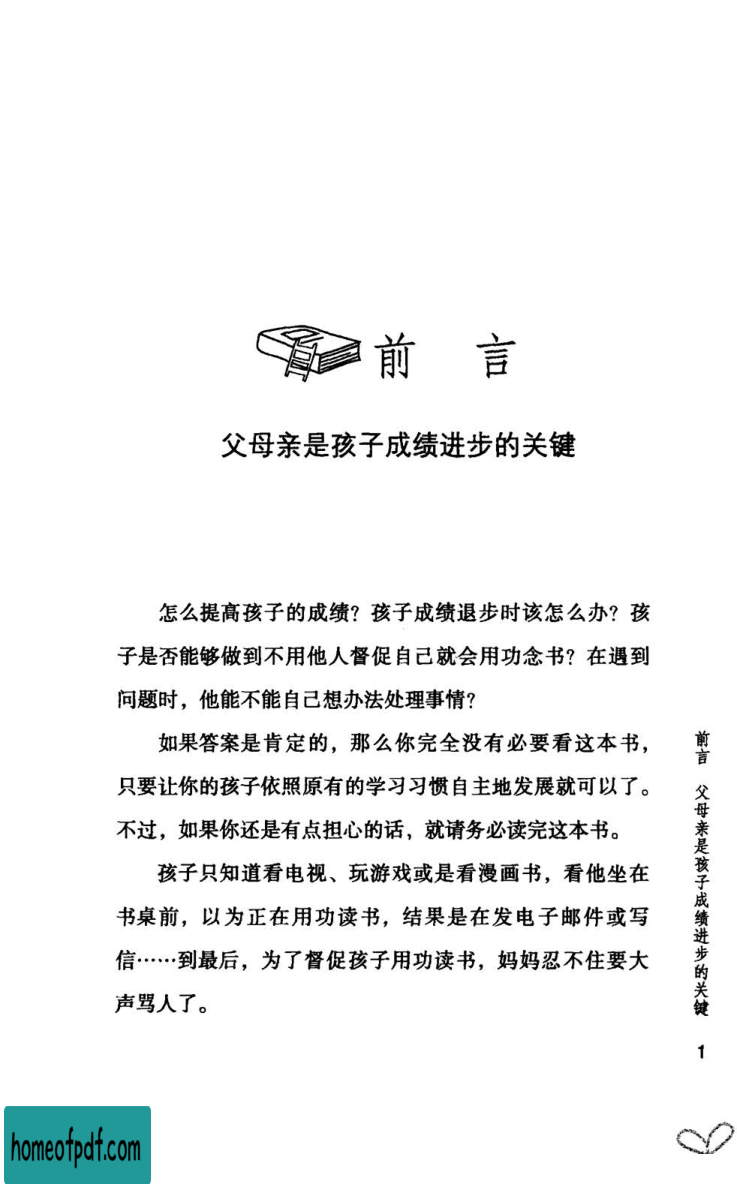 前 言
父母亲是孩子成绩进步的关键
怎么提高孩子的成绩？孩子成绩退步时该怎么办？孩
子是否能够做到不用他人督促自己就会用功念书？在遇到
问题时，他能不能自己想办法处理事情？
如果答案是肯定的，那么你完全没有必要看这本书，
只要让你的孩子依照原有的学习习惯自主地发展就可以了。
不过，如果你还是有点担心的话，就请务必读完这本书。
孩子只知道看电视、玩游戏或是看漫画书，看他坐在
书桌前，以为正在用功读书，结果是在发电子邮件或写
信……到最后，为了督促孩子用功读书，妈妈忍不住要大
声骂人了。
前言 父母亲是孩子成绩进步的关键
1
homeofpdf.com